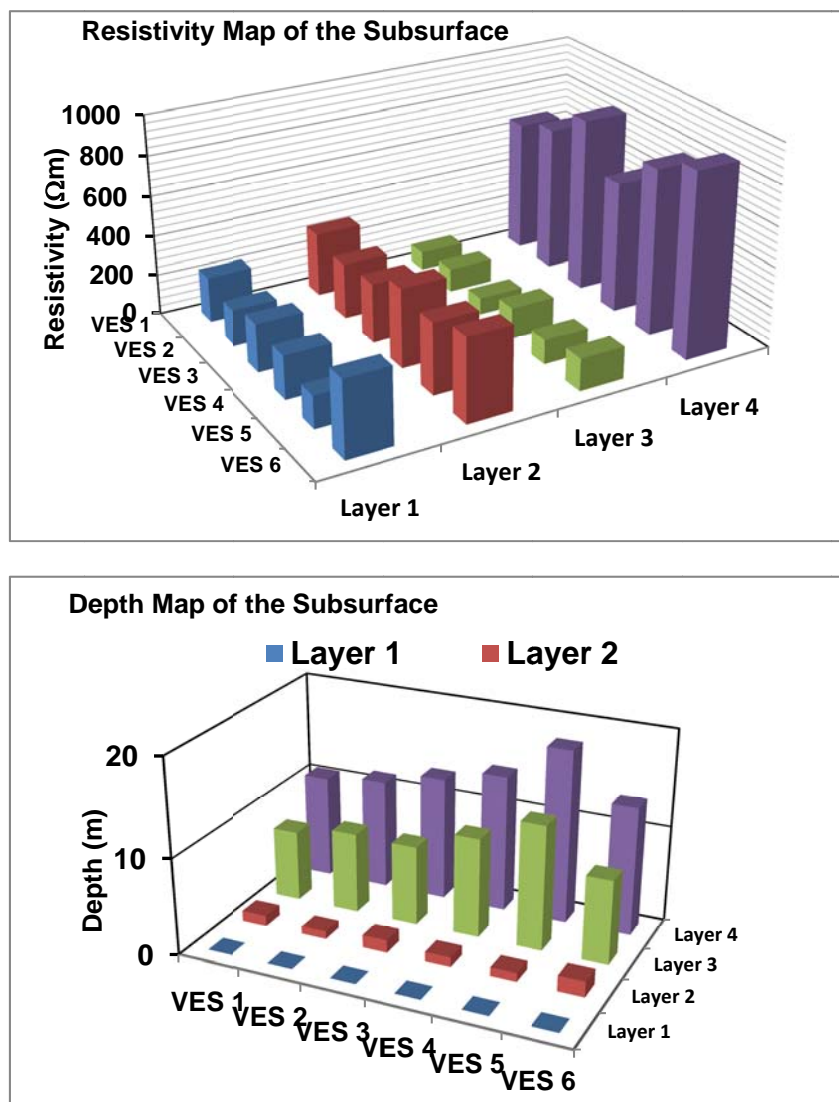 Resistivity Map of the Subsurface
Resistivity (Ωm)
1000
800
600
400
200
0
VES 1
VES 2
VES 3
VES 4
VES 5
VES 6
Layer 1
Layer 2
Layer 3
Layer 4
Depth Map of the Subsurface
Layer 1 Layer 2
Depth (m)
20
10
0
VES 1
VES 2
VES 3
VES 4
VES 5
VES 6
Layer 4
Layer 3
Layer 2
Layer 1